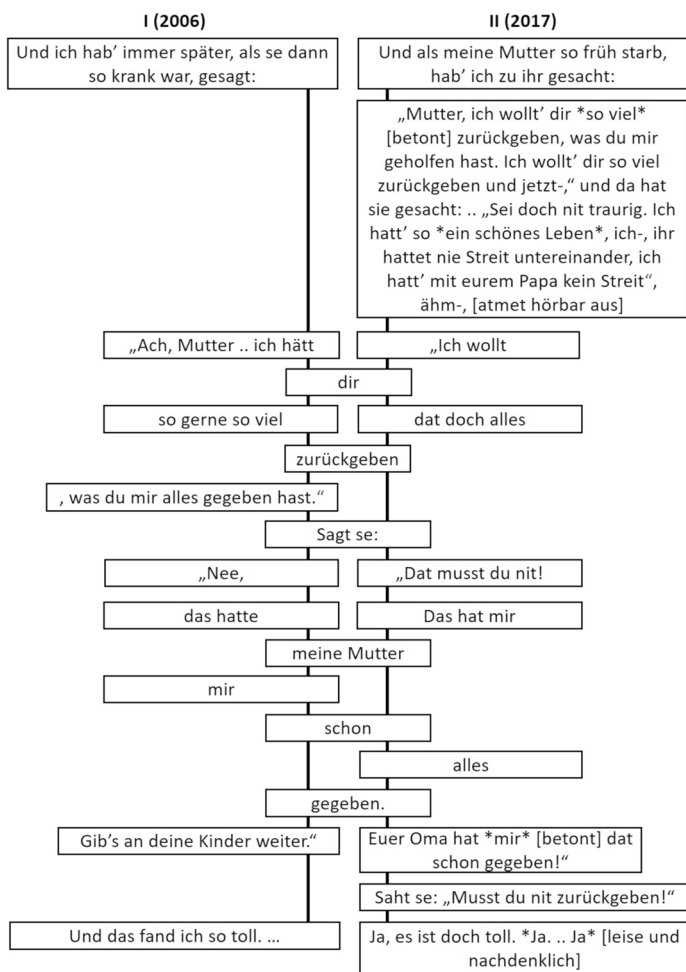 I (2006)
II (2017)
Und ich hab’ immer später, als se dann
so krank war, gesagt:
Und als meine Mutter so früh starb,
hab’ ich zu ihr gesacht:
„Mutter, ich wollt’ dir *so viel*
[betont] zurückgeben, was du mir
geholfen hast. Ich wollt’ dir so viel
zurückgeben und jetzt-,“ und da hat
sie gesacht: .. „Sei doch nit traurig. Ich
hatt’ so *ein schönes Leben*, ich-, ihr
hattet nie Streit untereinander, ich
hatt’ mit eurem Papa kein Streit“,
ähm-, [atmet hörbar aus]
„Ach, Mutter .. ich hätt
„Ich wollt
dir
so gerne so viel
dat doch alles
zurückgeben
, was du mir alles gegeben hast.“
Sagt se:
„Nee,
„Dat musst du nit!
das hatte
Das hat mir
meine Mutter
mir
schon
alles
gegeben.
Gib’s an deine Kinder weiter.“
Euer Oma hat *mir* [betont] dat
schon gegeben!“
Saht se: „Musst du nit zurückgeben!“
Und das fand ich so toll. ...
Ja, es ist doch toll. *Ja. .. Ja* [leise und
nachdenklich]